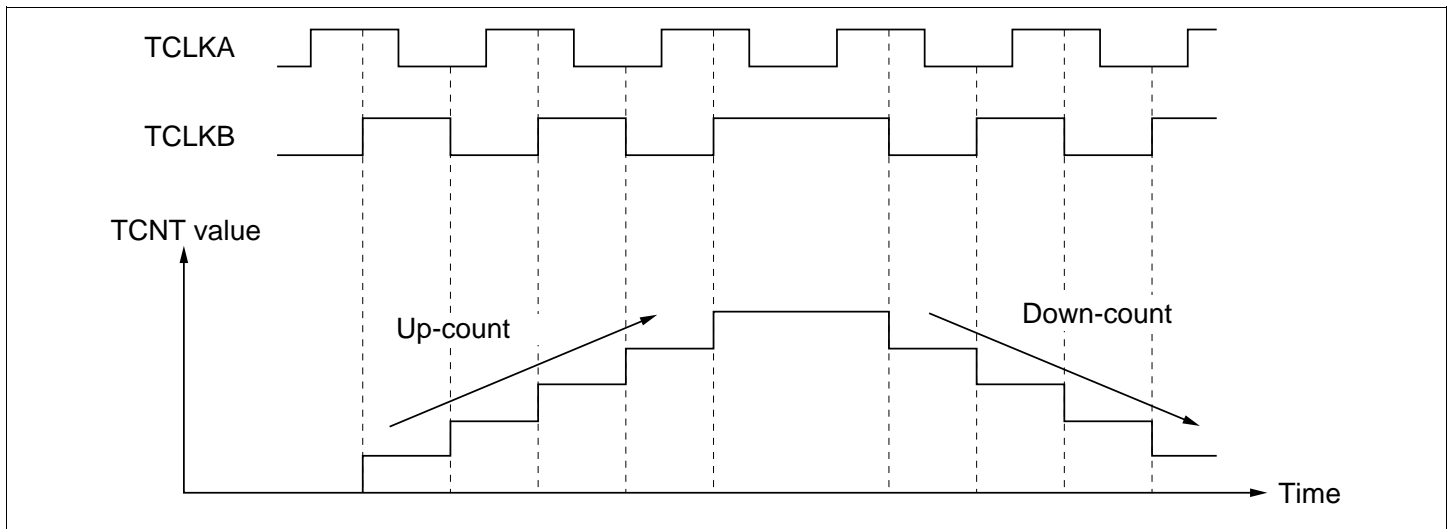 TCLKA
TCLKB
TCNT value
Up-count
Down-count
Time